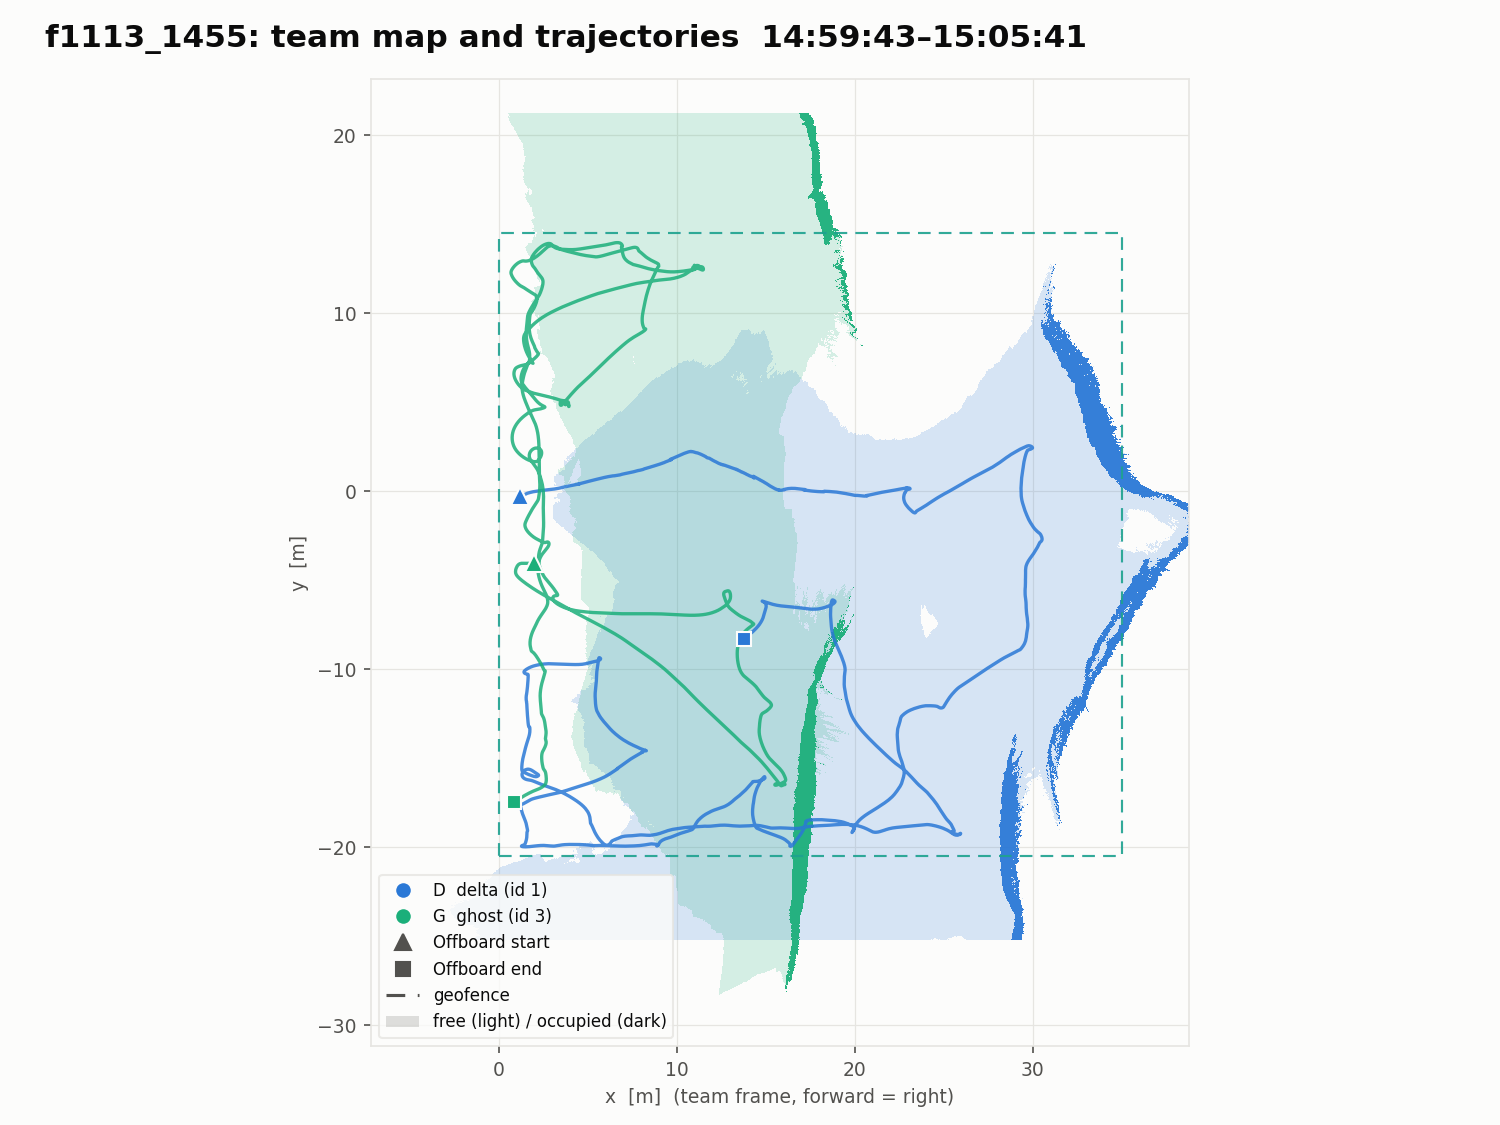 f1113_1455: team map and trajectories 14:59:43–15:05:41
20
10
0
−10
−20
−30
y [m]
D delta (id 1)
G ghost (id 3)
Offboard start
Offboard end
geofence
free (light) / occupied (dark)
0
10
20
30
x [m] (team frame, forward = right)